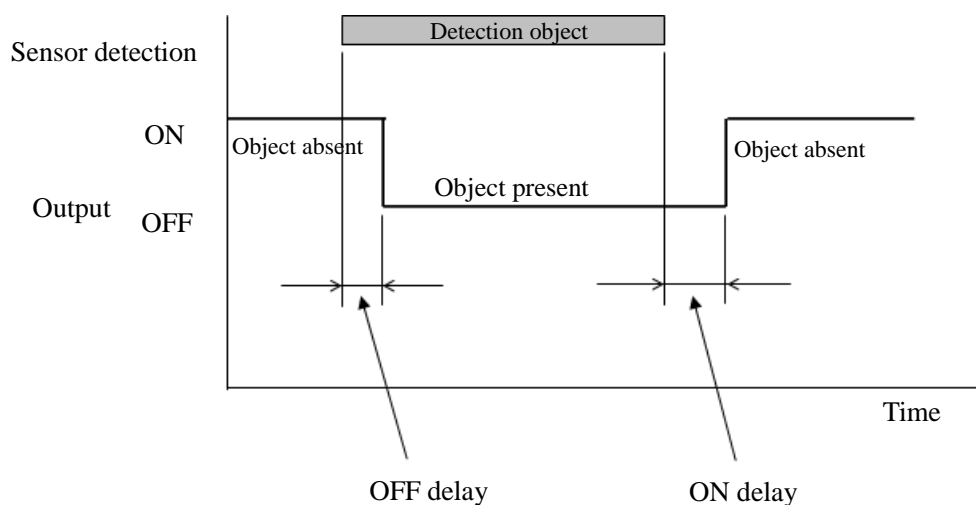 Detection object
Sensor detection
ON
Object absent
Object absent
Object present
Output
OFF
Time
OFF delay
ON delay